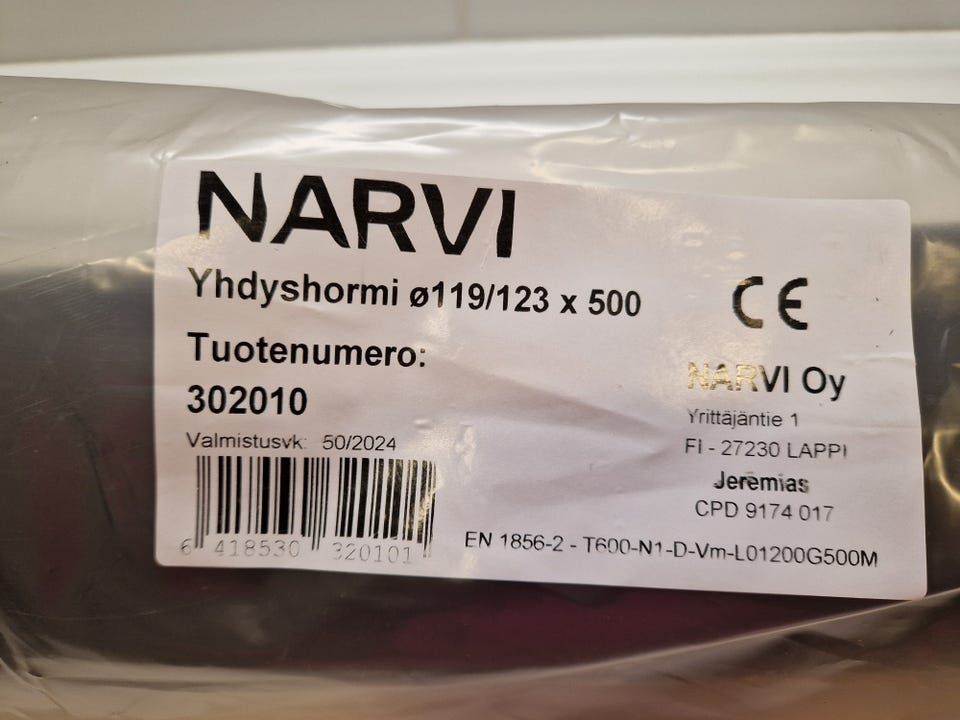 NARVI
Yhdyshormi ø119/123 x 500
Tuotenumero:
302010
Valmistusvk: 50/2024
6 418530 320101
CE
NARVI Oy
Yrittäjäntie 1
FI - 27230 LAPPI
Jeremias
CPD 9174 017
EN 1856-2 - T600-N1-D-Vm-L01200G500M